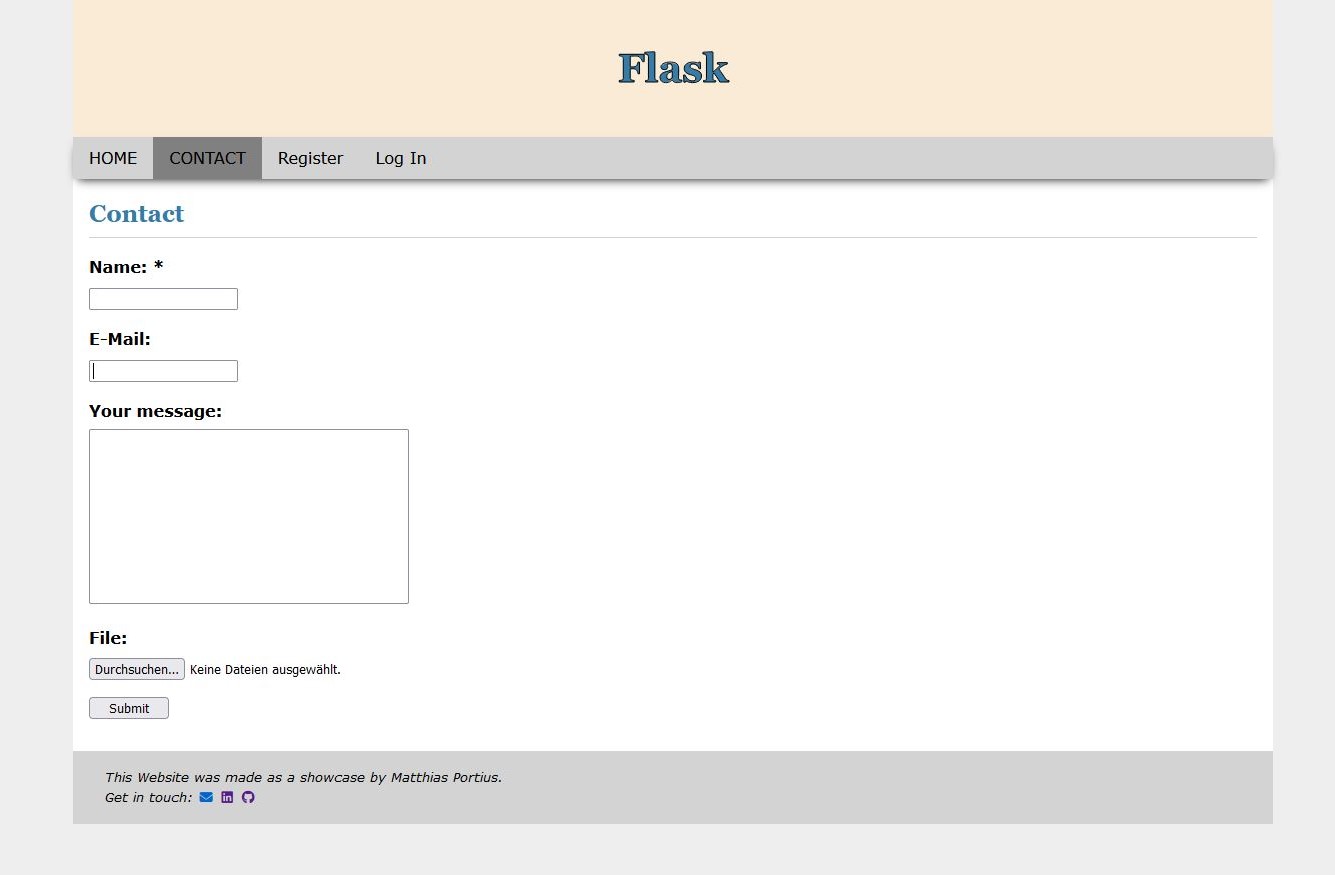 Flask
HOME CONTACT Register Log In
Contact
Name: *
E-Mail:
Your message:
File:
Durchsuchen... Keine Dateien ausgewählt.
Submit
This Website was made as a showcase by Matthias Portius.
Get in touch: